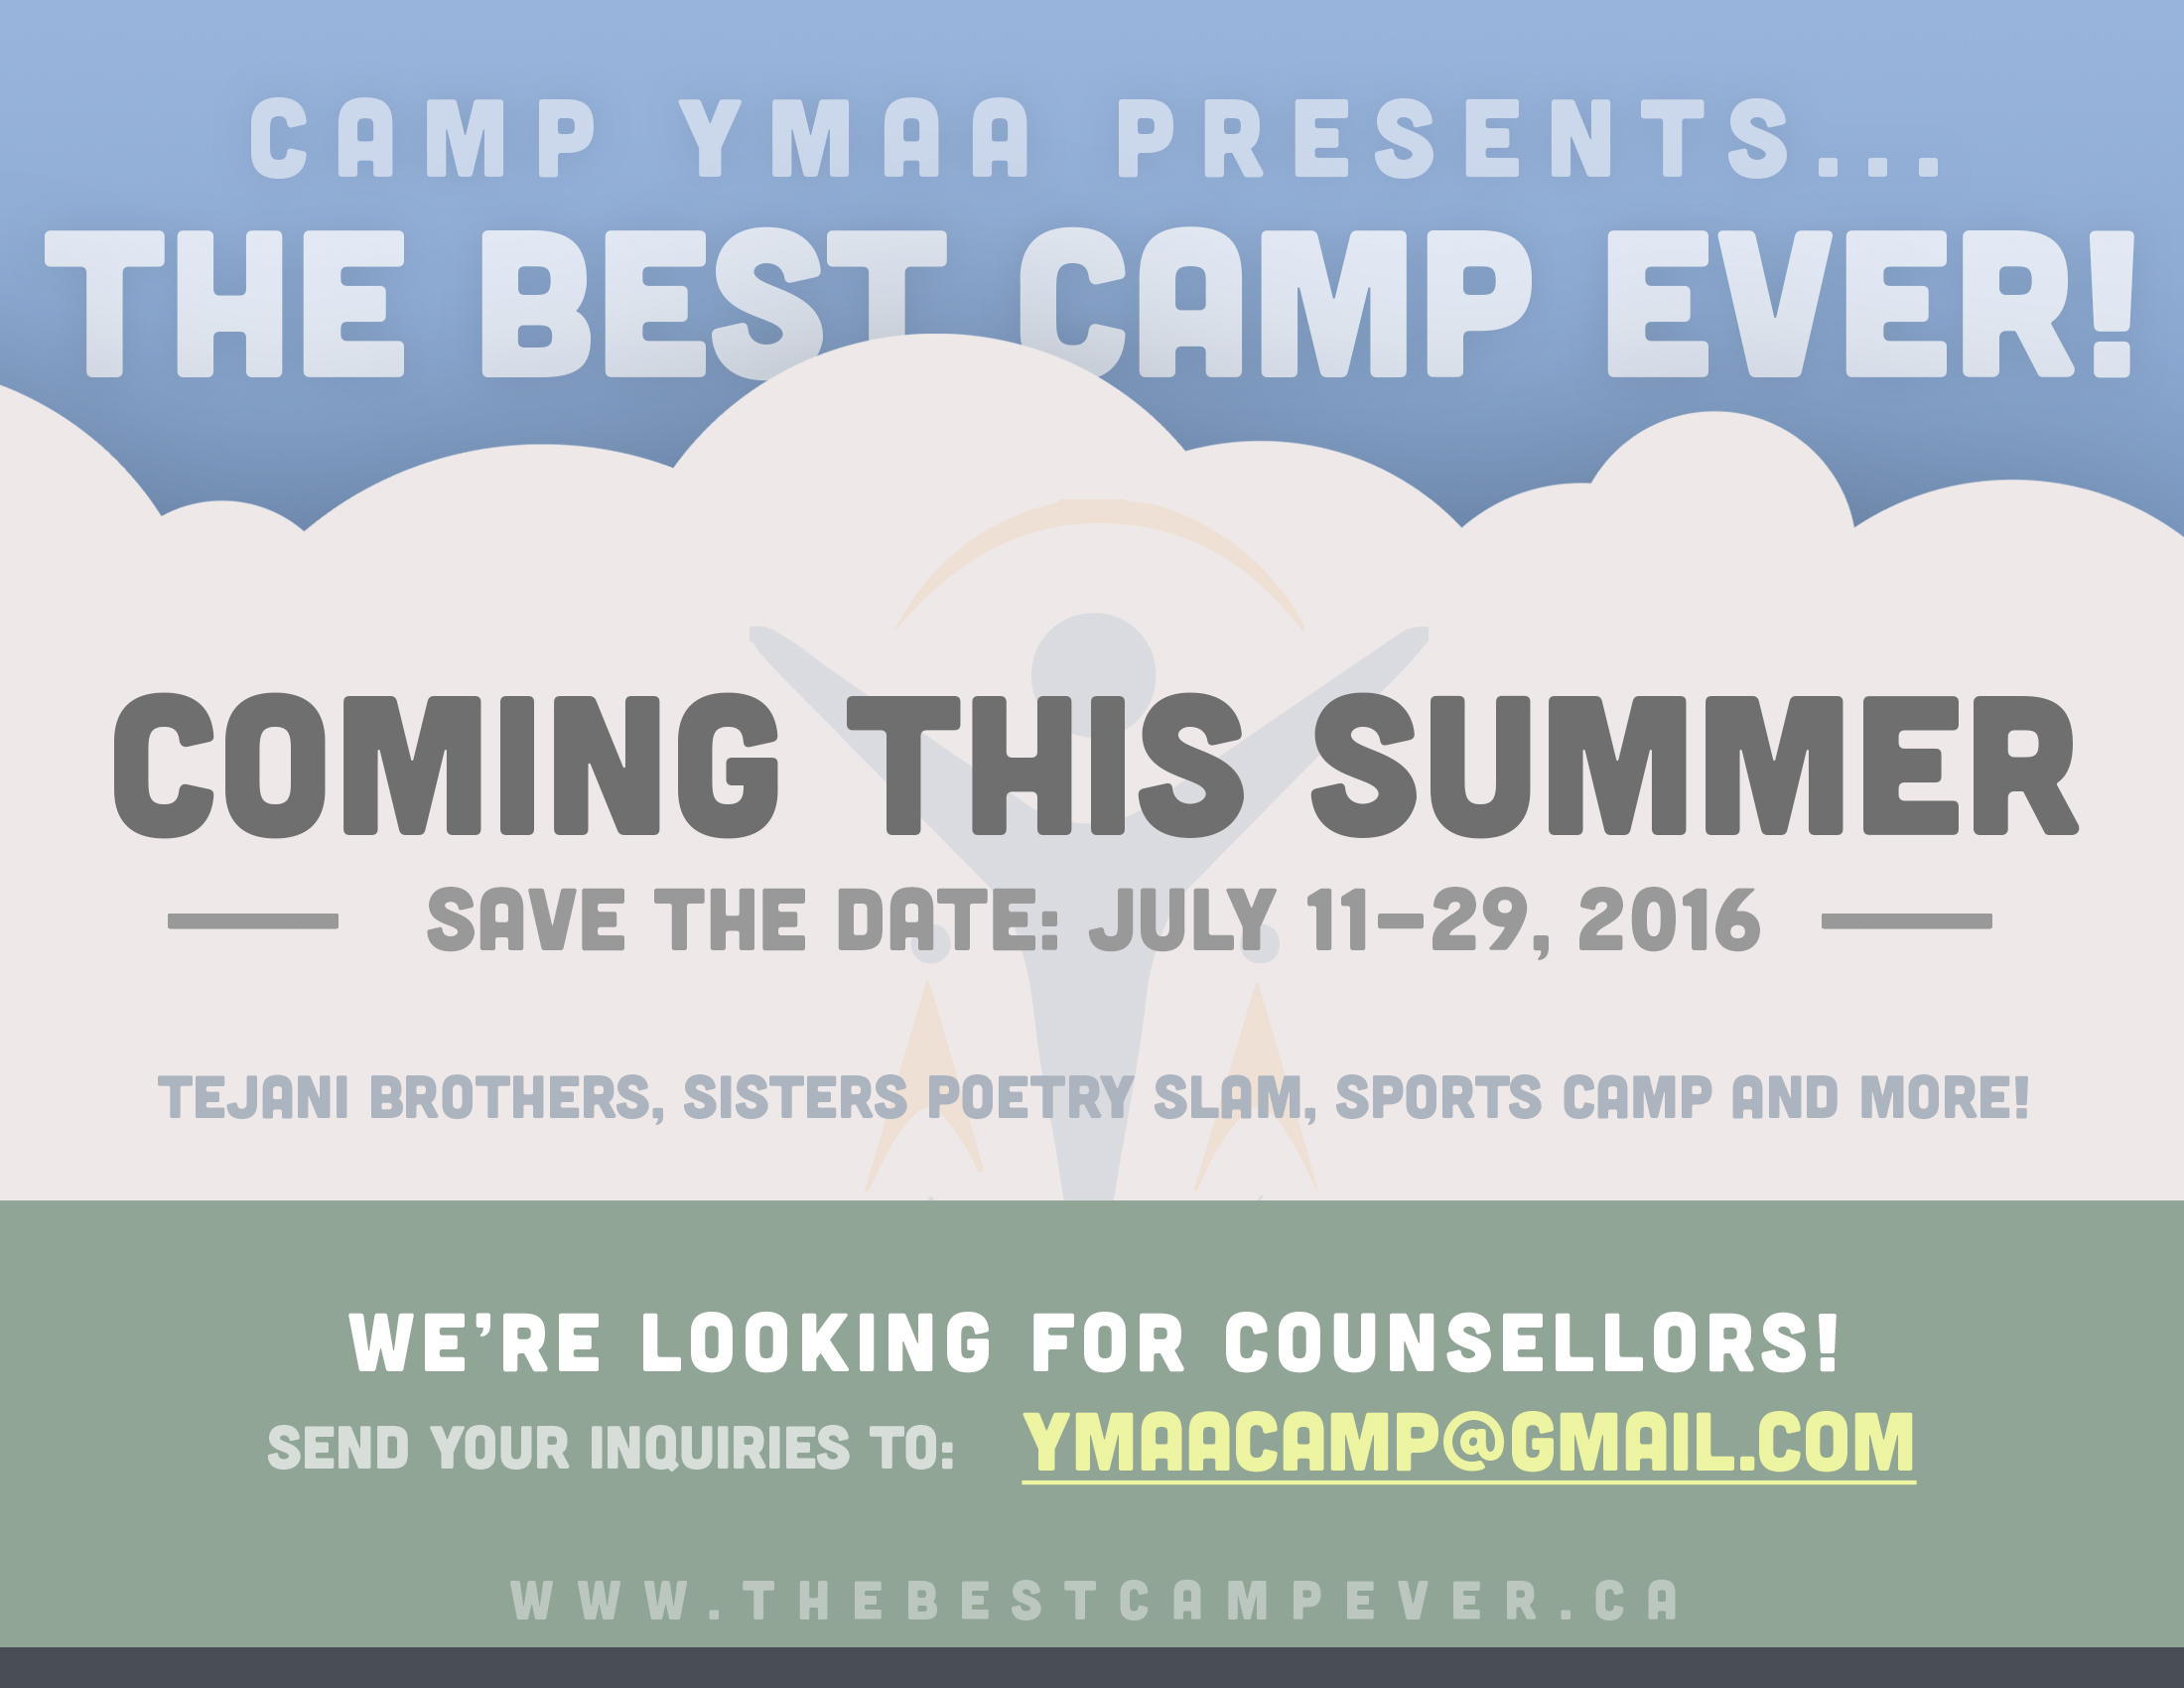 CAMP YMAA PRESENTS...
THE BEST CAMP EVER!
COMING THIS SUMMER
SAVE THE DATE: JULY 11-29, 2016
TEJANI BROTHERS, SISTERS POETRY SLAM, SPORTS CAMP AND MORE!
WE'RE LOOKING FOR COUNSELLORS!
SEND YOUR INQUIRIES TO: YMAACAMP@GMAIL.COM
WWW.THEBESTCAMPEVER.CA